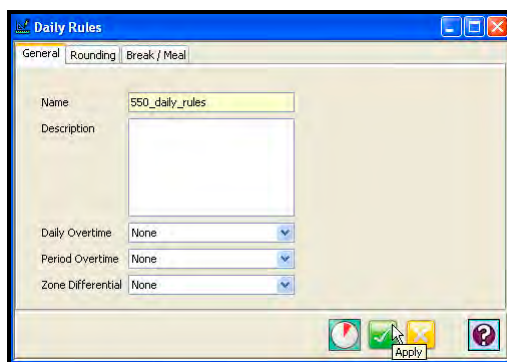 Daily Rules
General Rounding Break / Meal
Name 550_daily_rules
Description
Daily Overtime None
Period Overtime None
Zone Differential None
?
Apply